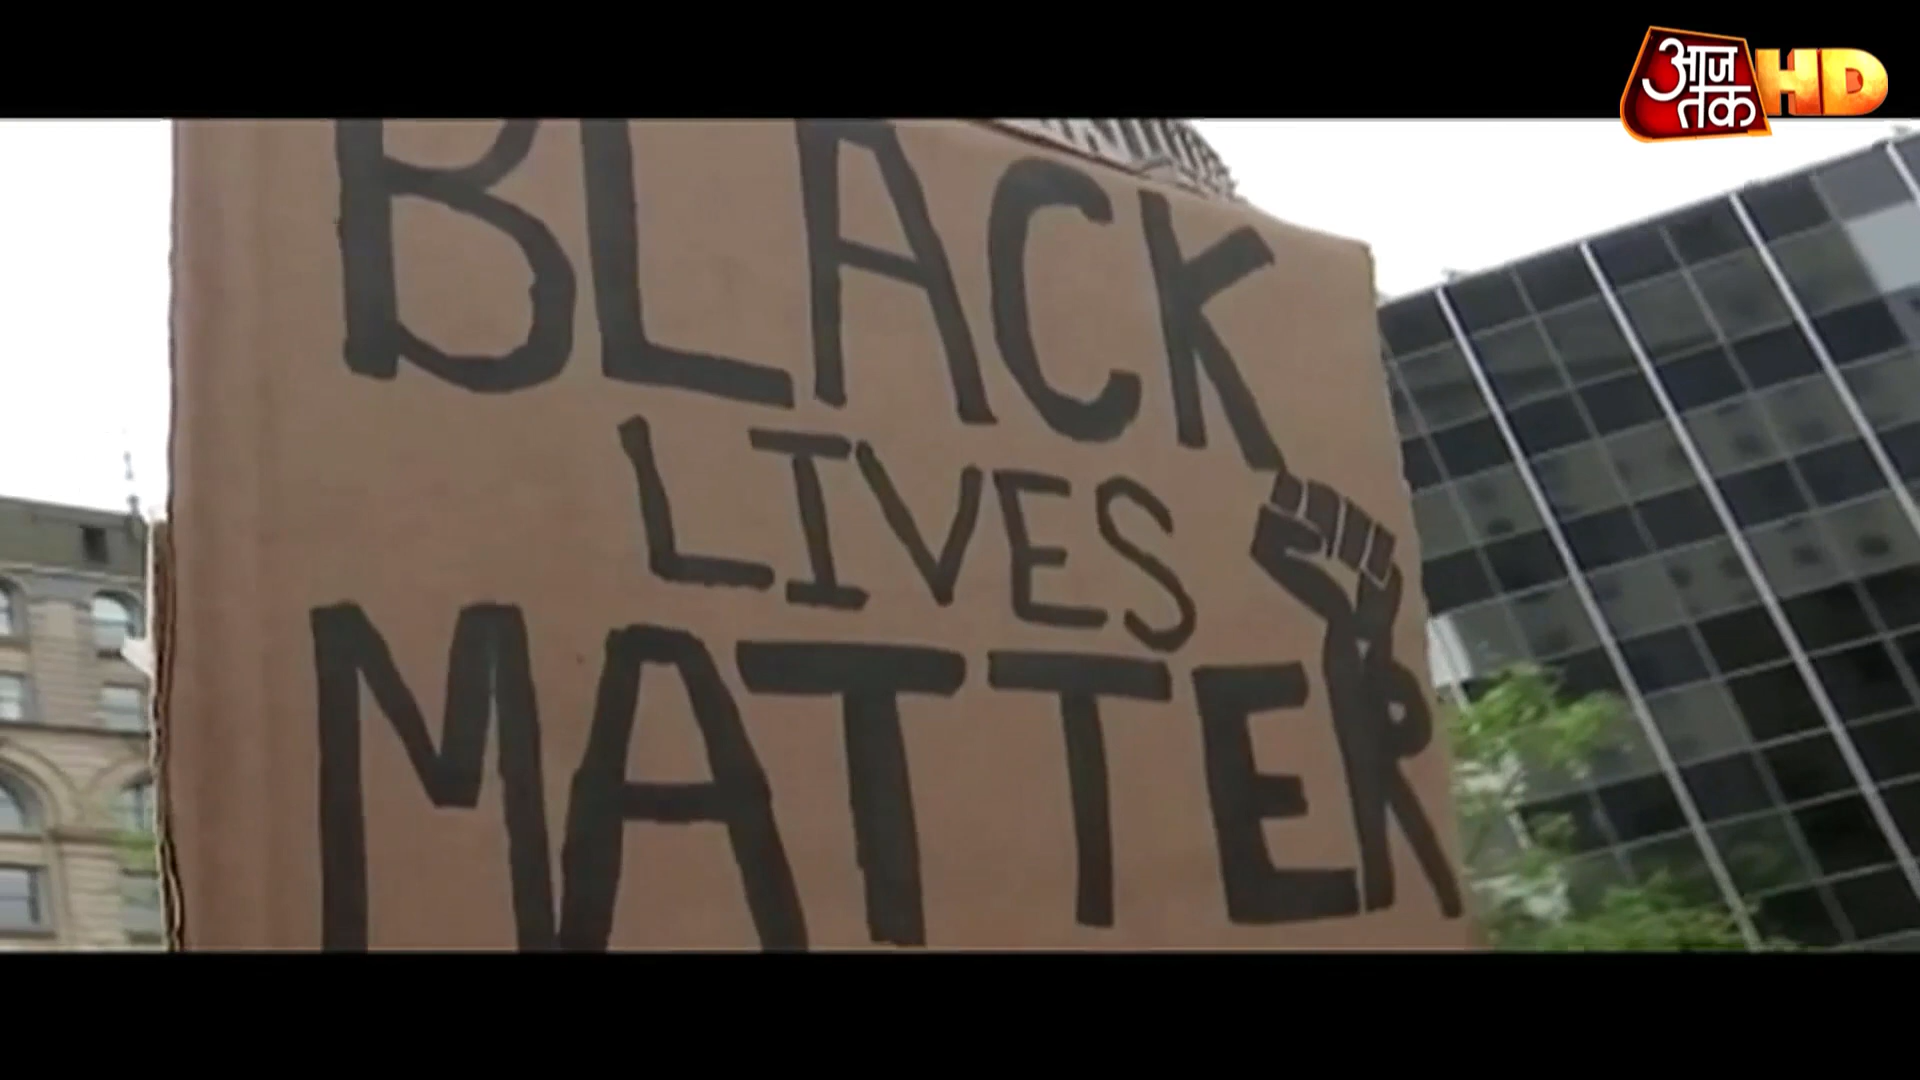 आज तक HD
BLACK
LIVES
MATTER